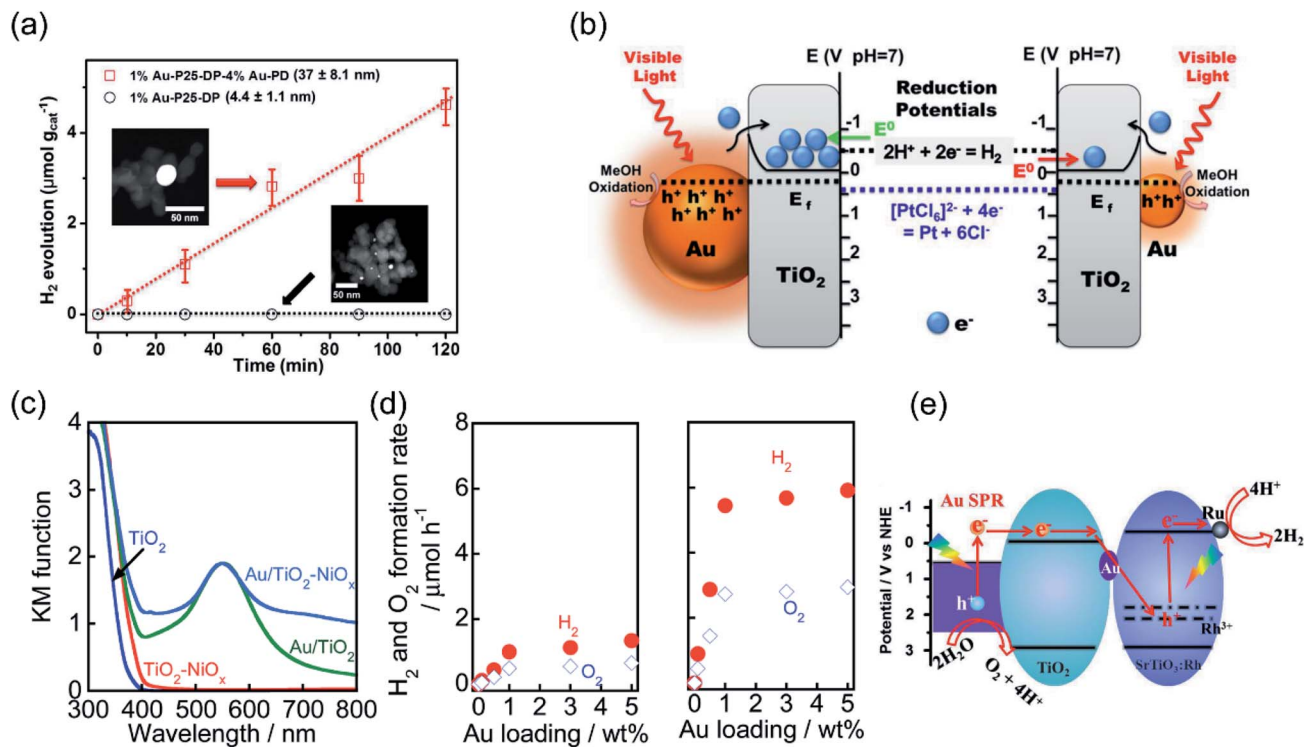 (a)
H₂ evolution (μmol g_cat⁻¹)
4
2
0
1% Au-P25-DP-4% Au-PD (37 ± 8.1 nm)
1% Au-P25-DP (4.4 ± 1.1 nm)
50 nm
50 nm
0 20 40 60 80 100 120
Time (min)
(b)
E (V pH=7)
E (V pH=7)
Visible
Light
Visible
Light
Reduction
Potentials
E⁰
2H⁺ + 2e⁻ = H₂
E⁰
-1
0
1
2
3
-1
0
1
2
3
MeOH
Oxidation
MeOH
Oxidation
h⁺ h⁺ h⁺
h⁺ h⁺ h⁺ h⁺
h⁺h⁺
E f
E f
[PtCl₆]²⁻ + 4e⁻
= Pt + 6Cl⁻
Au
Au
TiO₂
TiO₂
e⁻
(c)
KM function
4
3
2
1
0
TiO₂
Au/TiO₂-NiOₓ
Au/TiO₂
TiO₂-NiOₓ
300 400 500 600 700 800
Wavelength / nm
(d)
H₂ and O₂ formation rate
/ μmol h⁻¹
8
6
4
2
0
H₂
O₂
0 1 3 5
Au loading / wt%
H₂
O₂
0 1 3 5
Au loading / wt%
(e)
Potential / V vs NHE
-1
0
1
2
3
Au SPR
e⁻
e⁻
e⁻
Ru
4H⁺
2H₂
Au
h⁺
h⁺
Rh³⁺
2H₂O
O₂ + 4H⁺
TiO₂
SrTiO₃:Rh